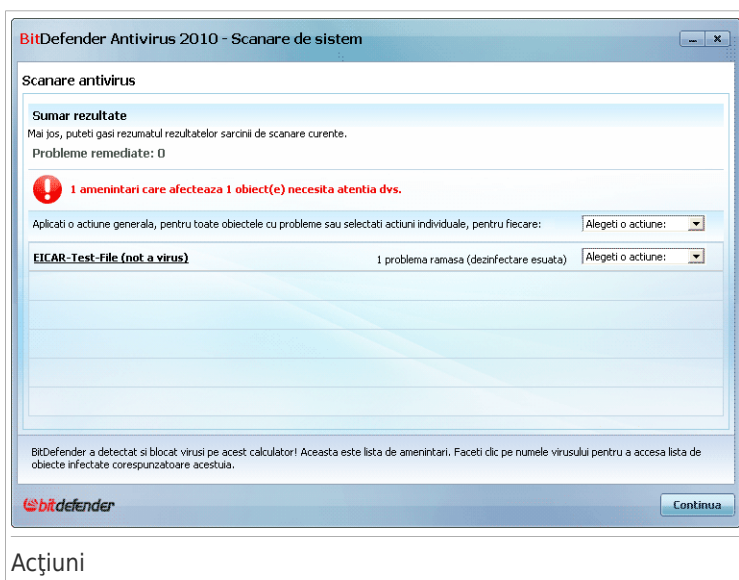 BitDefender Antivirus 2010 - Scanare de sistem
Scanare antivirus
Sumar rezultate
Mai jos, puteti gasi rezumatul rezultatelor sarcinii de scanare curente.
Probleme remediate: 0
1 amenintari care afecteaza 1 obiect(e) necesita atentia dvs.
Aplicati o actiune generala, pentru toate obiectele cu probleme sau selectati actiuni individuale, pentru fiecare: Alegeti o actiune:
EICAR-Test-File (not a virus) 1 problema ramasa (dezinfectare esuata) Alegeti o actiune:
BitDefender a detectat si blocat virusi pe acest calculator! Aceasta este lista de amenintari. Faceti clic pe numele virusului pentru a accesa lista de
obiecte infectate corespunzatoare acestuia.
bitdefender Continua
Acţiuni